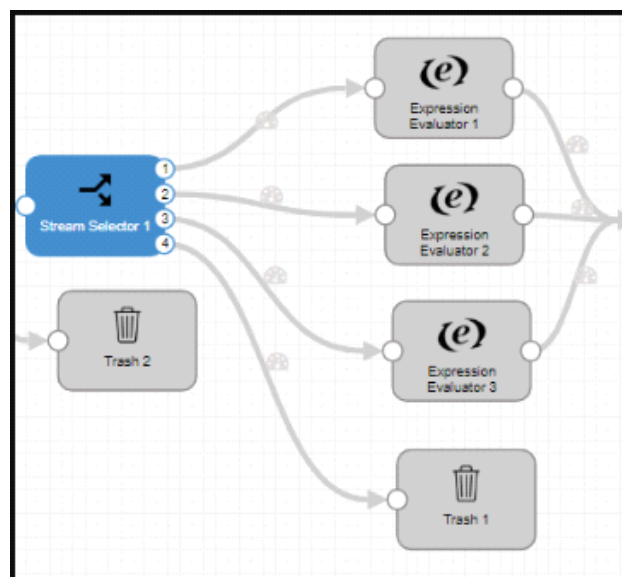 (e)
Expression
Evaluator 1
1
2
3
4
Stream Selector 1
(e)
Expression
Evaluator 2
Trash 2
(e)
Expression
Evaluator 3
Trash 1